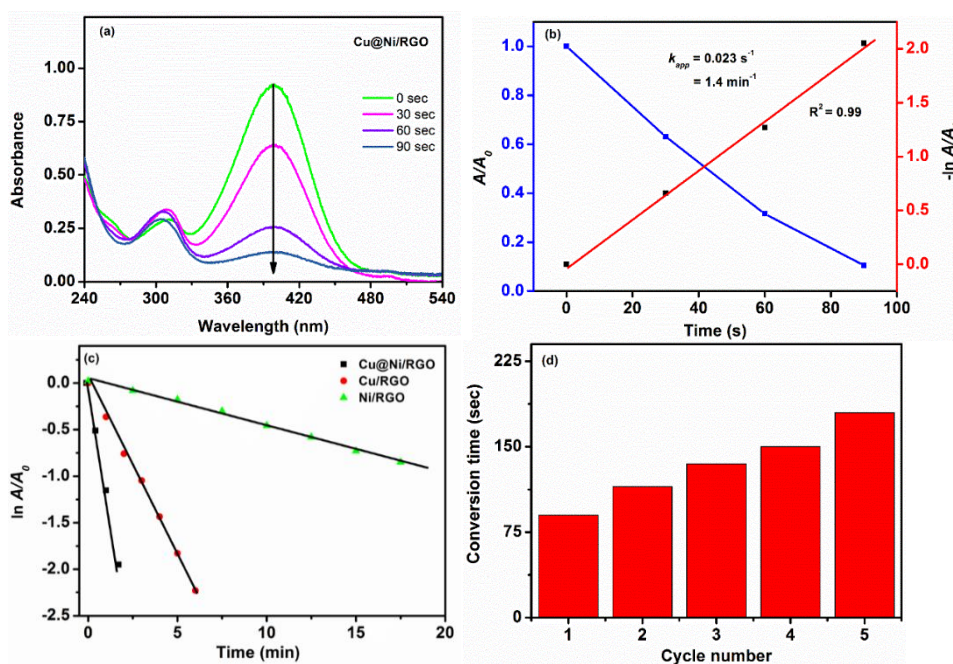 (a)
Cu@Ni/RGO
0 sec
30 sec
60 sec
90 sec
1.00
0.75
0.50
0.25
0.00
Absorbance
240 300 360 420 480 540
Wavelength (nm)
(b)
k_app = 0.023 s⁻¹
= 1.4 min⁻¹
R² = 0.99
1.0
0.8
0.6
0.4
0.2
0.0
A/A₀
2.0
1.5
1.0
0.5
0.0
0 20 40 60 80 100
Time (s)
(c)
Cu@Ni/RGO
Cu/RGO
Ni/RGO
0.0
-0.5
-1.0
-1.5
-2.0
-2.5
ln A/A₀
0 5 10 15 20
Time (min)
(d)
225
150
75
0
Conversion time (sec)
1 2 3 4 5
Cycle number